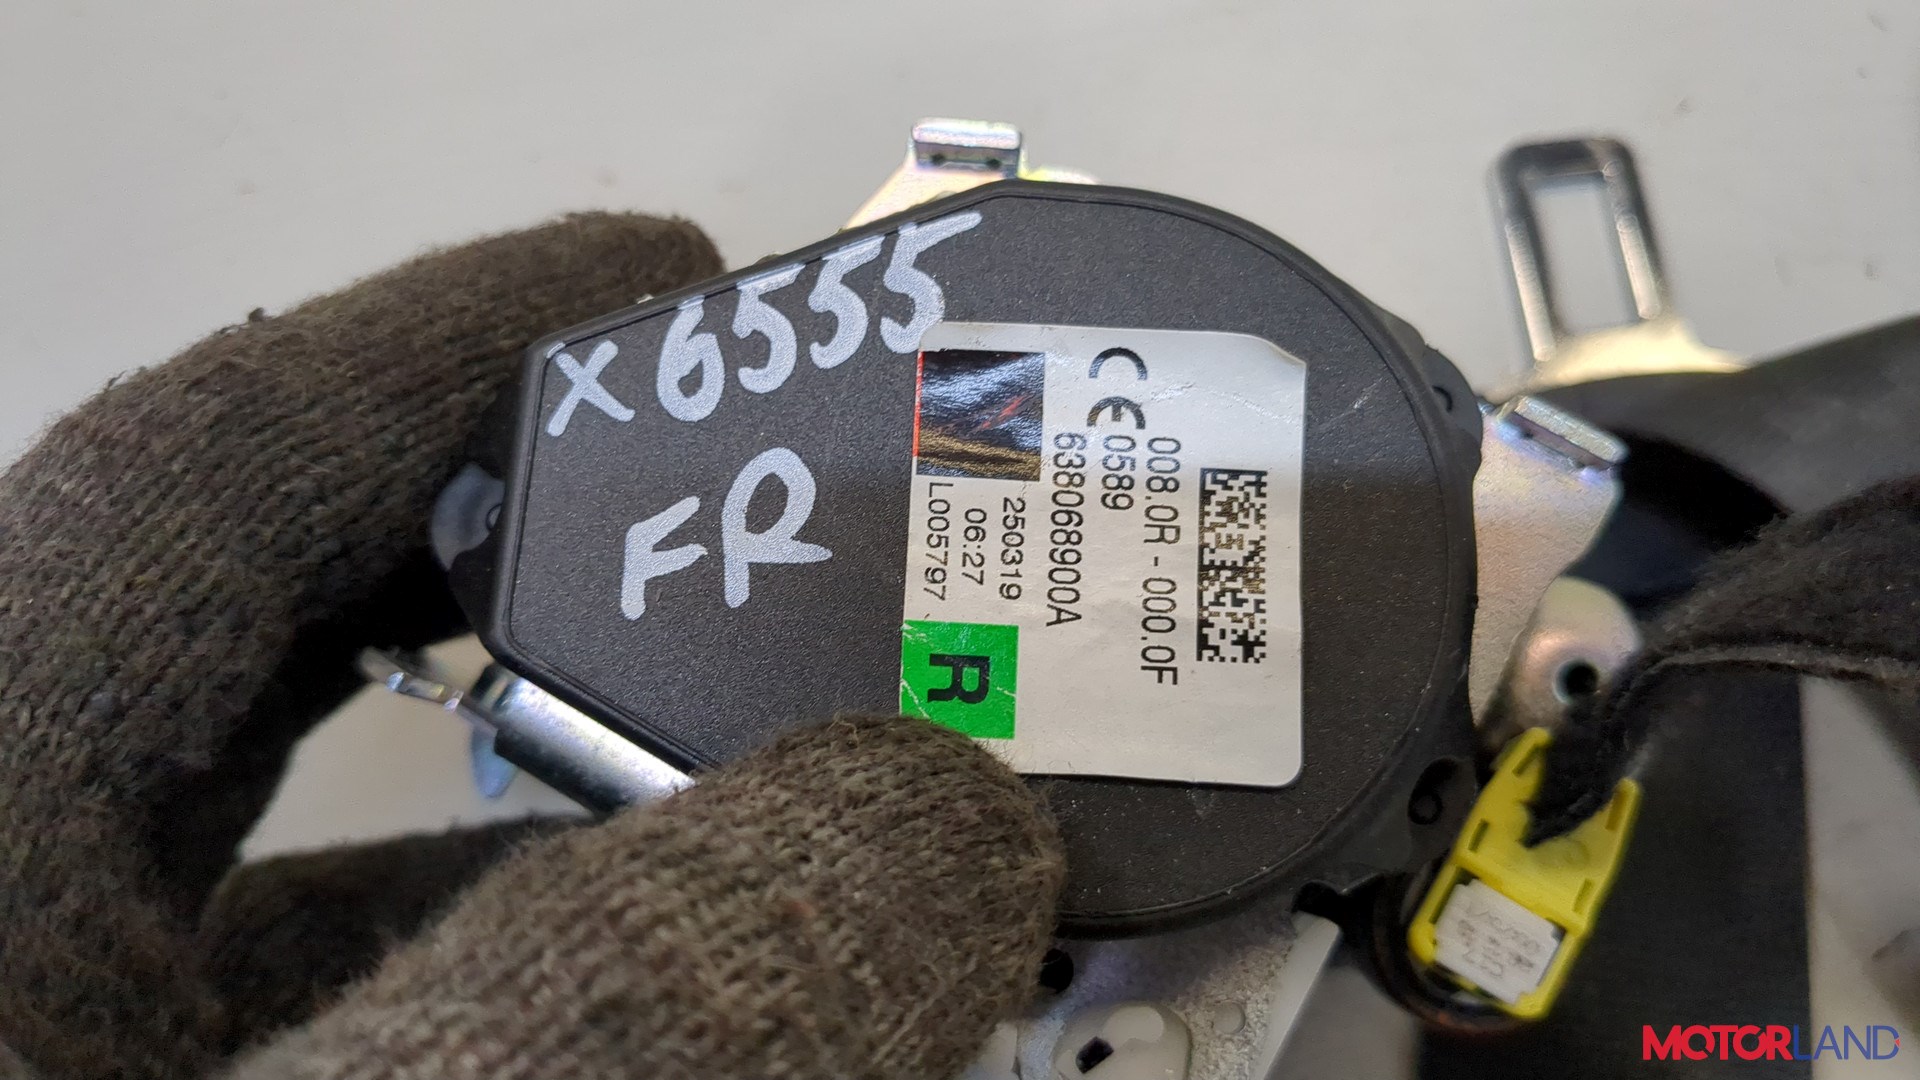 X6555
FR
008.0R - 000.0F
CE 0589
638068900A
250319
06:27
L005797
R
MOTORLAND